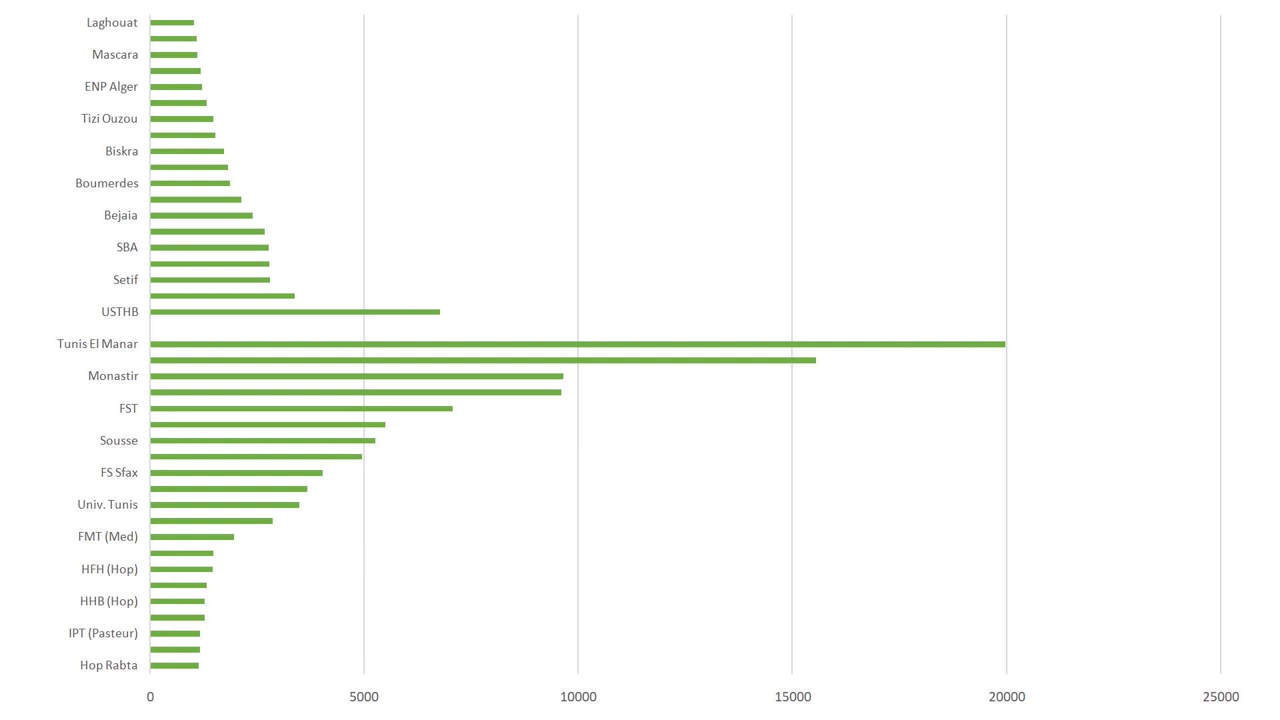 Laghouat
Mascara
ENP Alger
Tizi Ouzou
Biskra
Boumerdes
Bejaia
SBA
Setif
USTHB
Tunis El Manar
Monastir
FST
Sousse
FS Sfax
Univ. Tunis
FMT (Med)
HFH (Hop)
HHB (Hop)
IPT (Pasteur)
Hop Rabta
0 5000 10000 15000 20000 25000